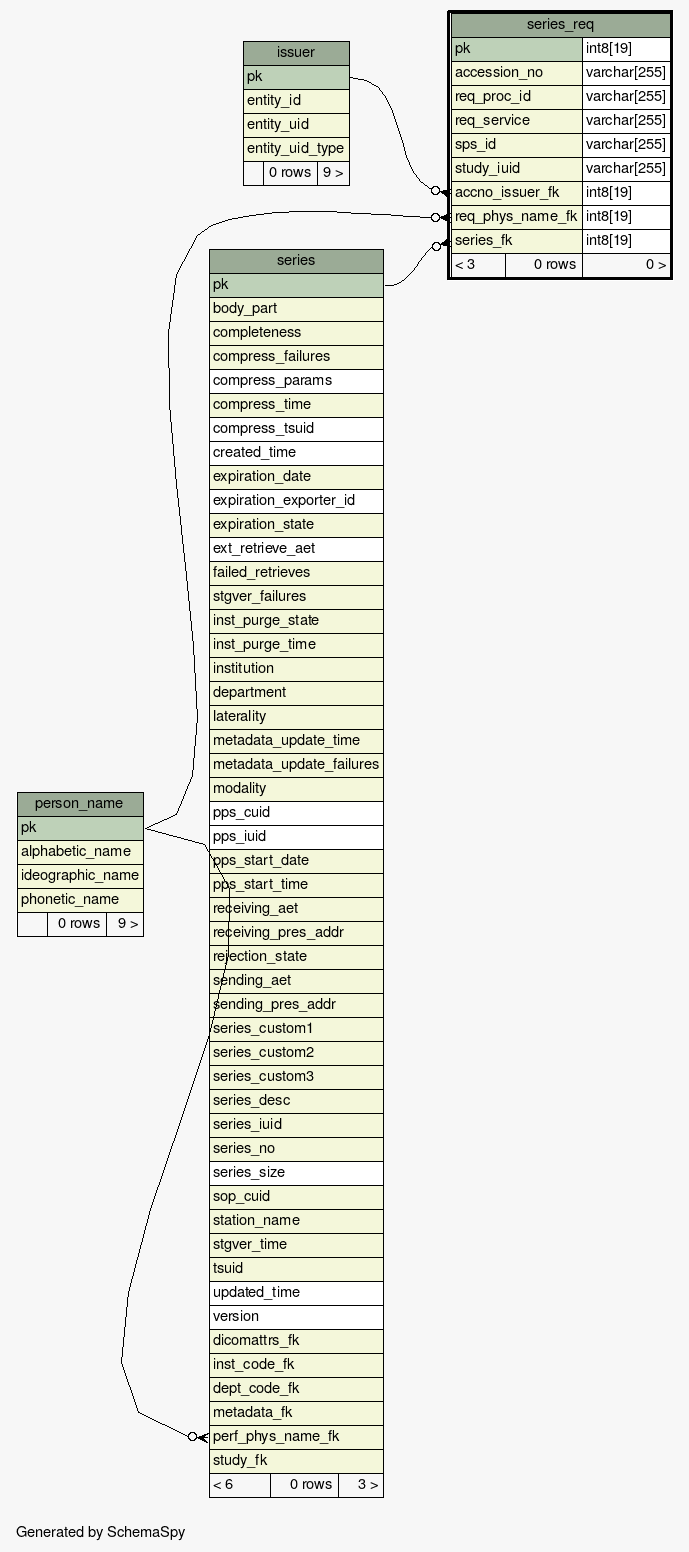 series_req
pk int8[19]
accession_no varchar[255]
req_proc_id varchar[255]
req_service varchar[255]
sps_id varchar[255]
study_iuid varchar[255]
accno_issuer_fk int8[19]
req_phys_name_fk int8[19]
series_fk int8[19]
< 3 0 rows 0 >
issuer
pk
entity_id
entity_uid
entity_uid_type
0 rows 9 >
series
pk
body_part
completeness
compress_failures
compress_params
compress_time
compress_tsuid
created_time
expiration_date
expiration_exporter_id
expiration_state
ext_retrieve_aet
failed_retrieves
stgver_failures
inst_purge_state
inst_purge_time
institution
department
laterality
metadata_update_time
metadata_update_failures
modality
pps_cuid
pps_iuid
pps_start_date
pps_start_time
receiving_aet
receiving_pres_addr
rejection_state
sending_aet
sending_pres_addr
series_custom1
series_custom2
series_custom3
series_desc
series_iuid
series_no
series_size
sop_cuid
station_name
stgver_time
tsuid
updated_time
version
dicomattrs_fk
inst_code_fk
dept_code_fk
metadata_fk
perf_phys_name_fk
study_fk
< 6 0 rows 3 >
person_name
pk
alphabetic_name
ideographic_name
phonetic_name
0 rows 9 >
Generated by SchemaSpy